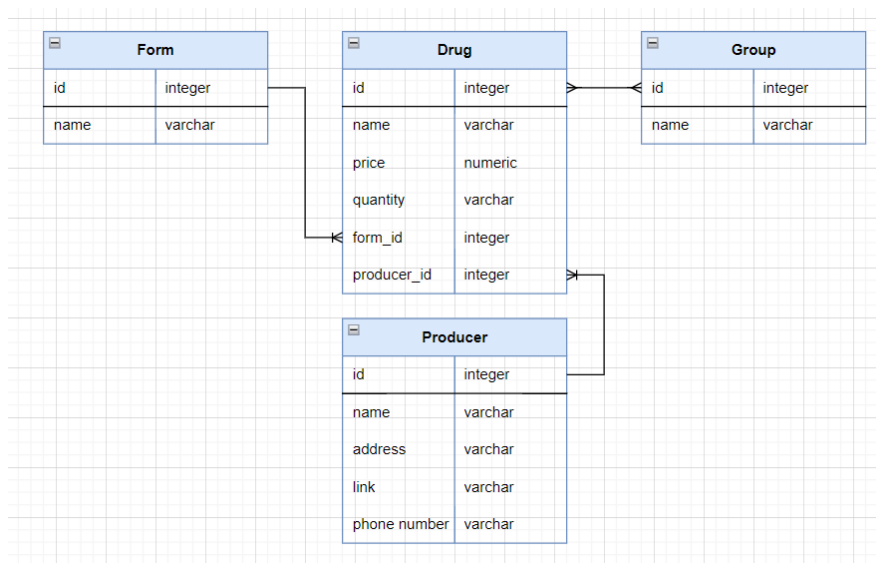 Form
id integer
name varchar
Drug
id integer
name varchar
price numeric
quantity varchar
form_id integer
producer_id integer
Group
id integer
name varchar
Producer
id integer
name varchar
address varchar
link varchar
phone number varchar